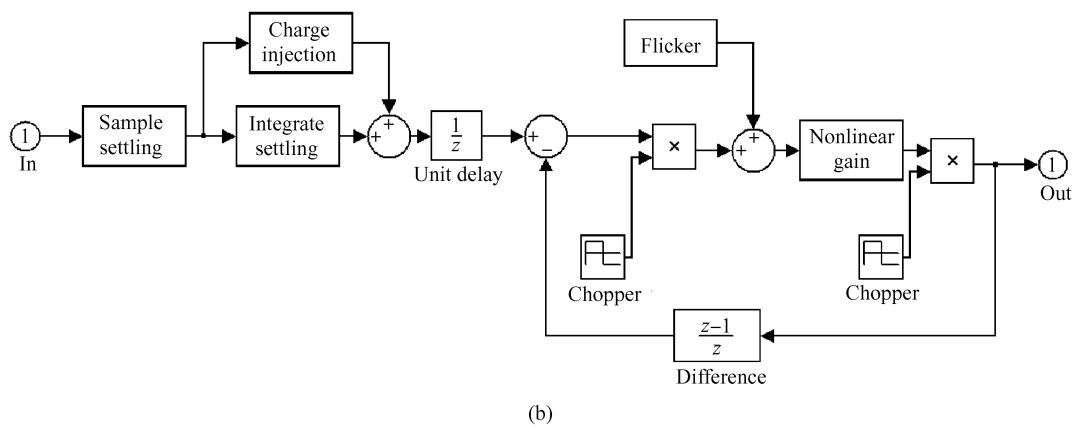 Charge
injection
Flicker
1
In
Sample
settling
Integrate
settling
+
+
1
z
Unit delay
+
−
×
+
+
Nonlinear
gain
×
1
Out
Chopper
Chopper
z−1
z
Difference
(b)